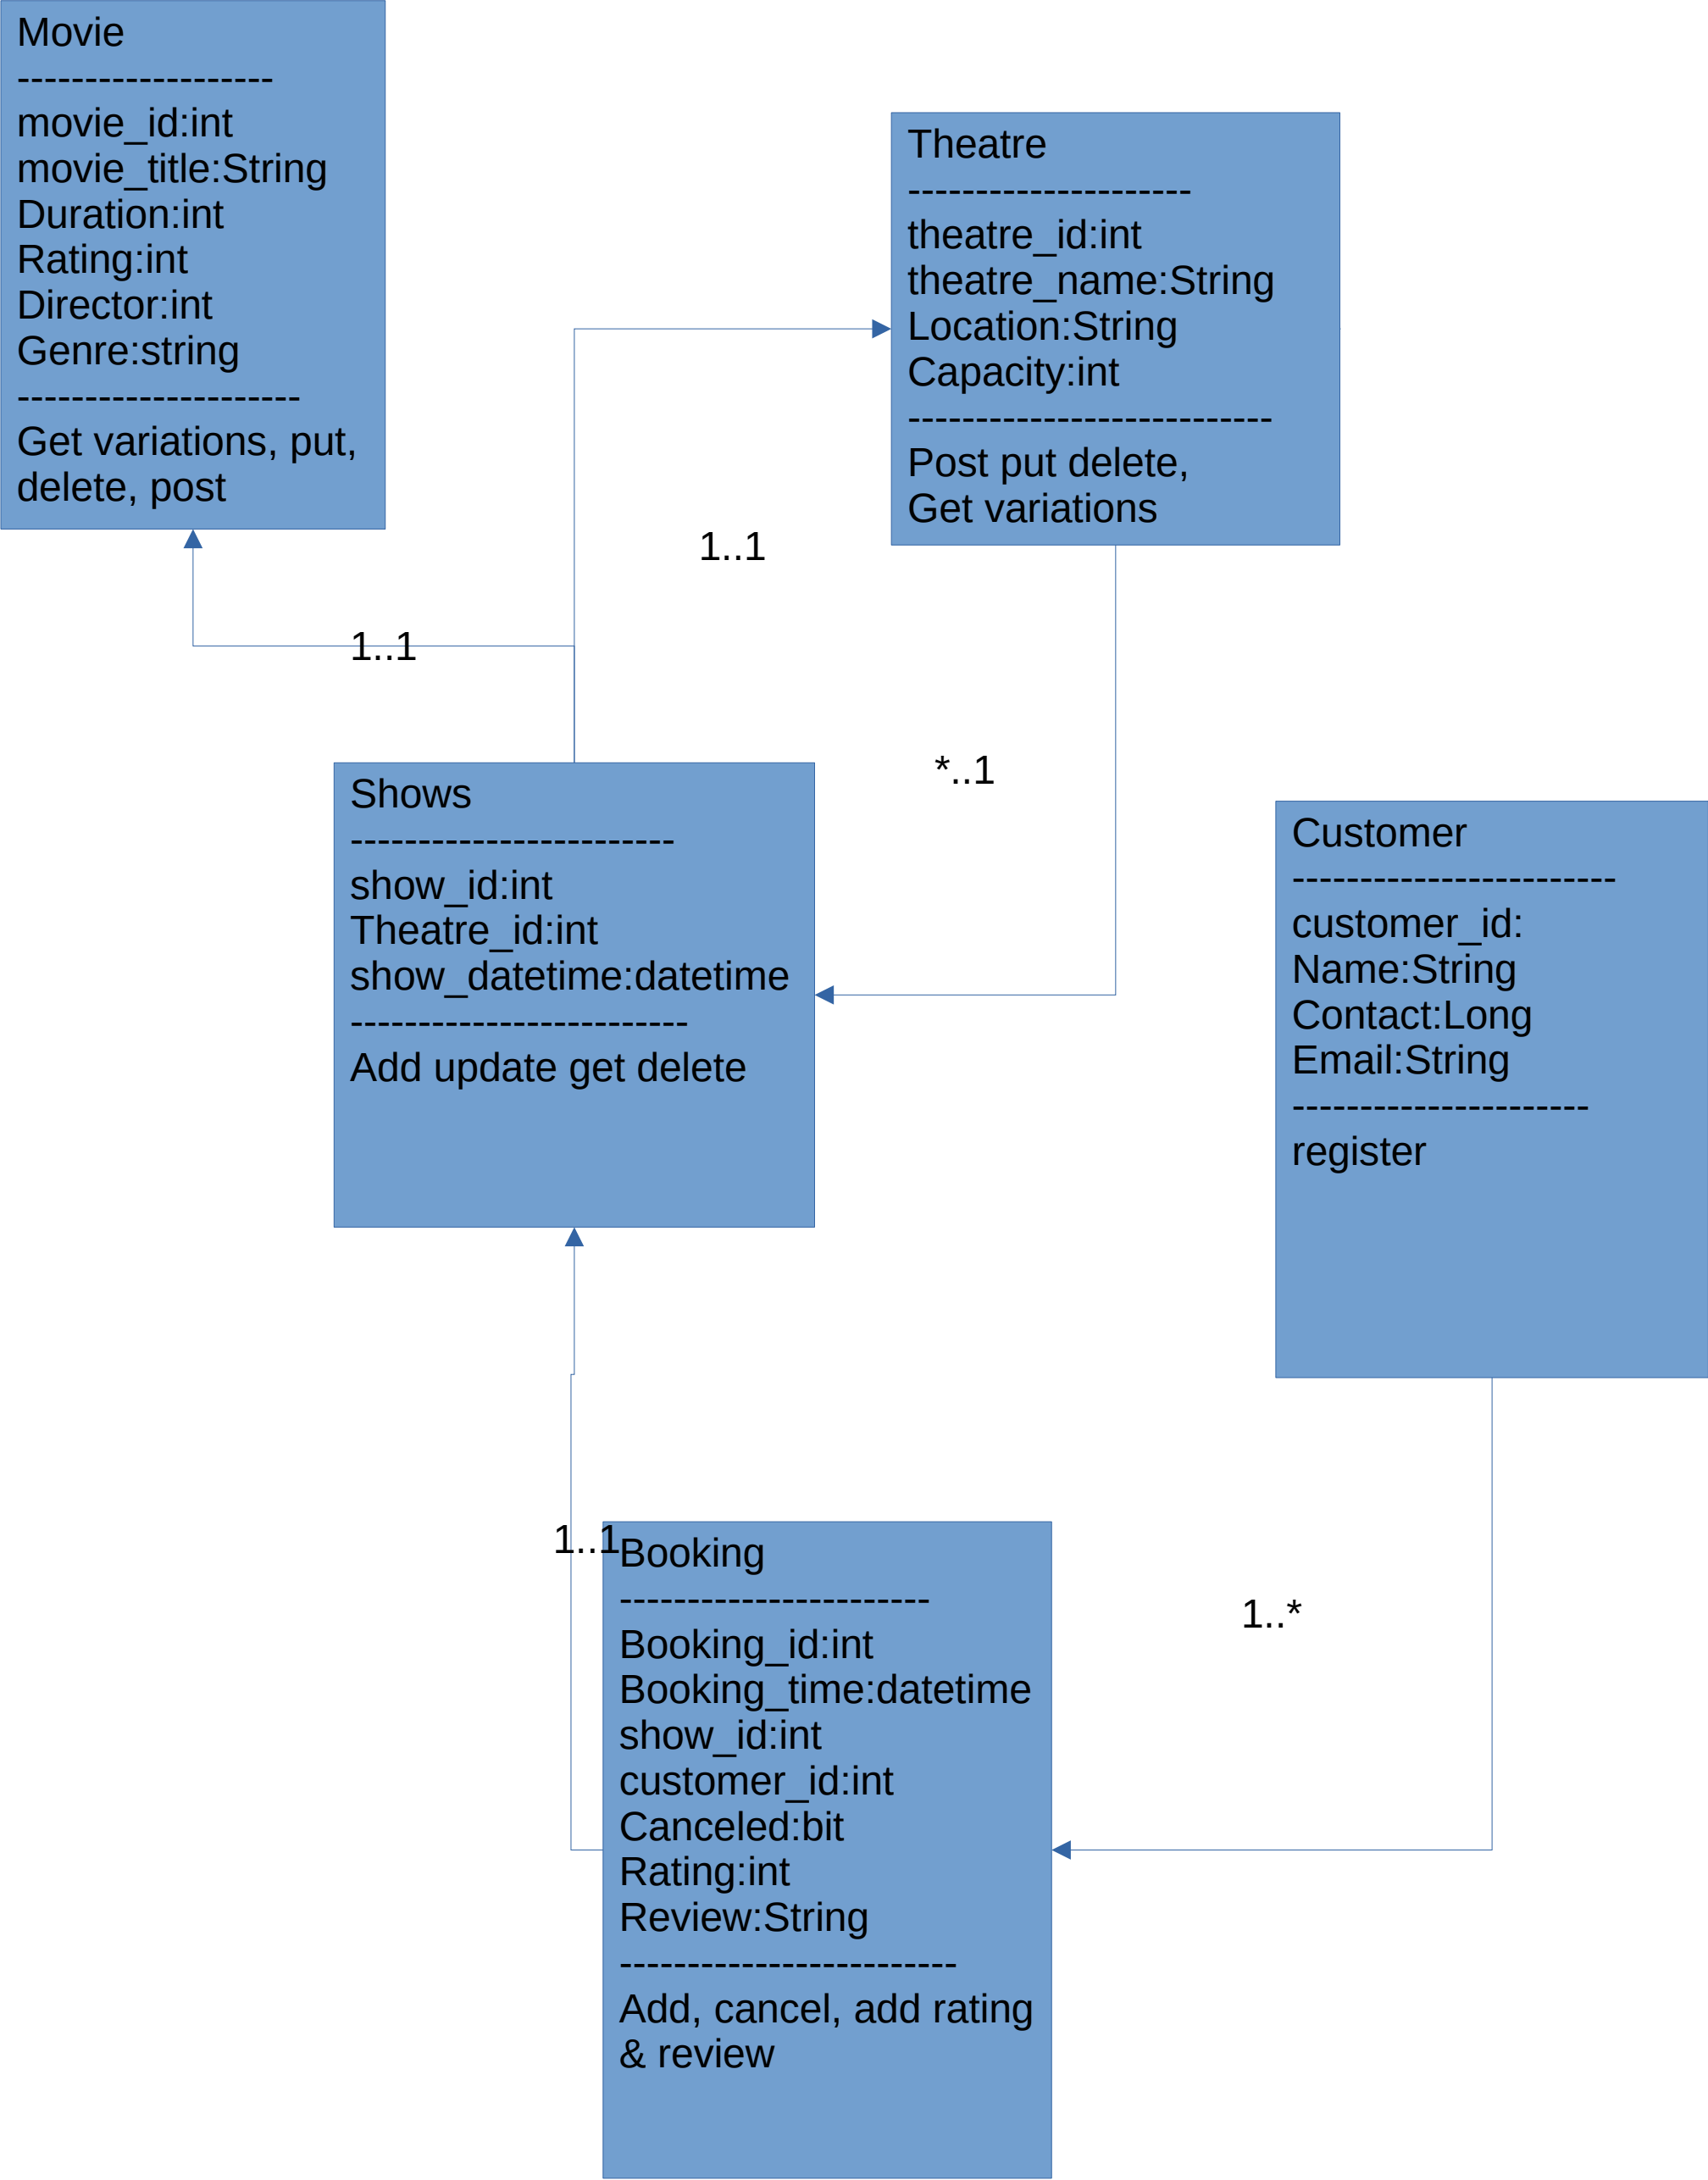 Movie
-------------------
movie_id:int
movie_title:String
Duration:int
Rating:int
Director:int
Genre:string
---------------------
Get variations, put,
delete, post
Theatre
---------------------
theatre_id:int
theatre_name:String
Location:String
Capacity:int
---------------------------
Post put delete,
Get variations
1..1
1..1
*..1
Shows
------------------------
show_id:int
Theatre_id:int
show_datetime:datetime
-------------------------
Add update get delete
Customer
------------------------
customer_id:
Name:String
Contact:Long
Email:String
----------------------
register
1..1
Booking
-----------------------
Booking_id:int
Booking_time:datetime
show_id:int
customer_id:int
Canceled:bit
Rating:int
Review:String
-------------------------
Add, cancel, add rating
& review
1..*